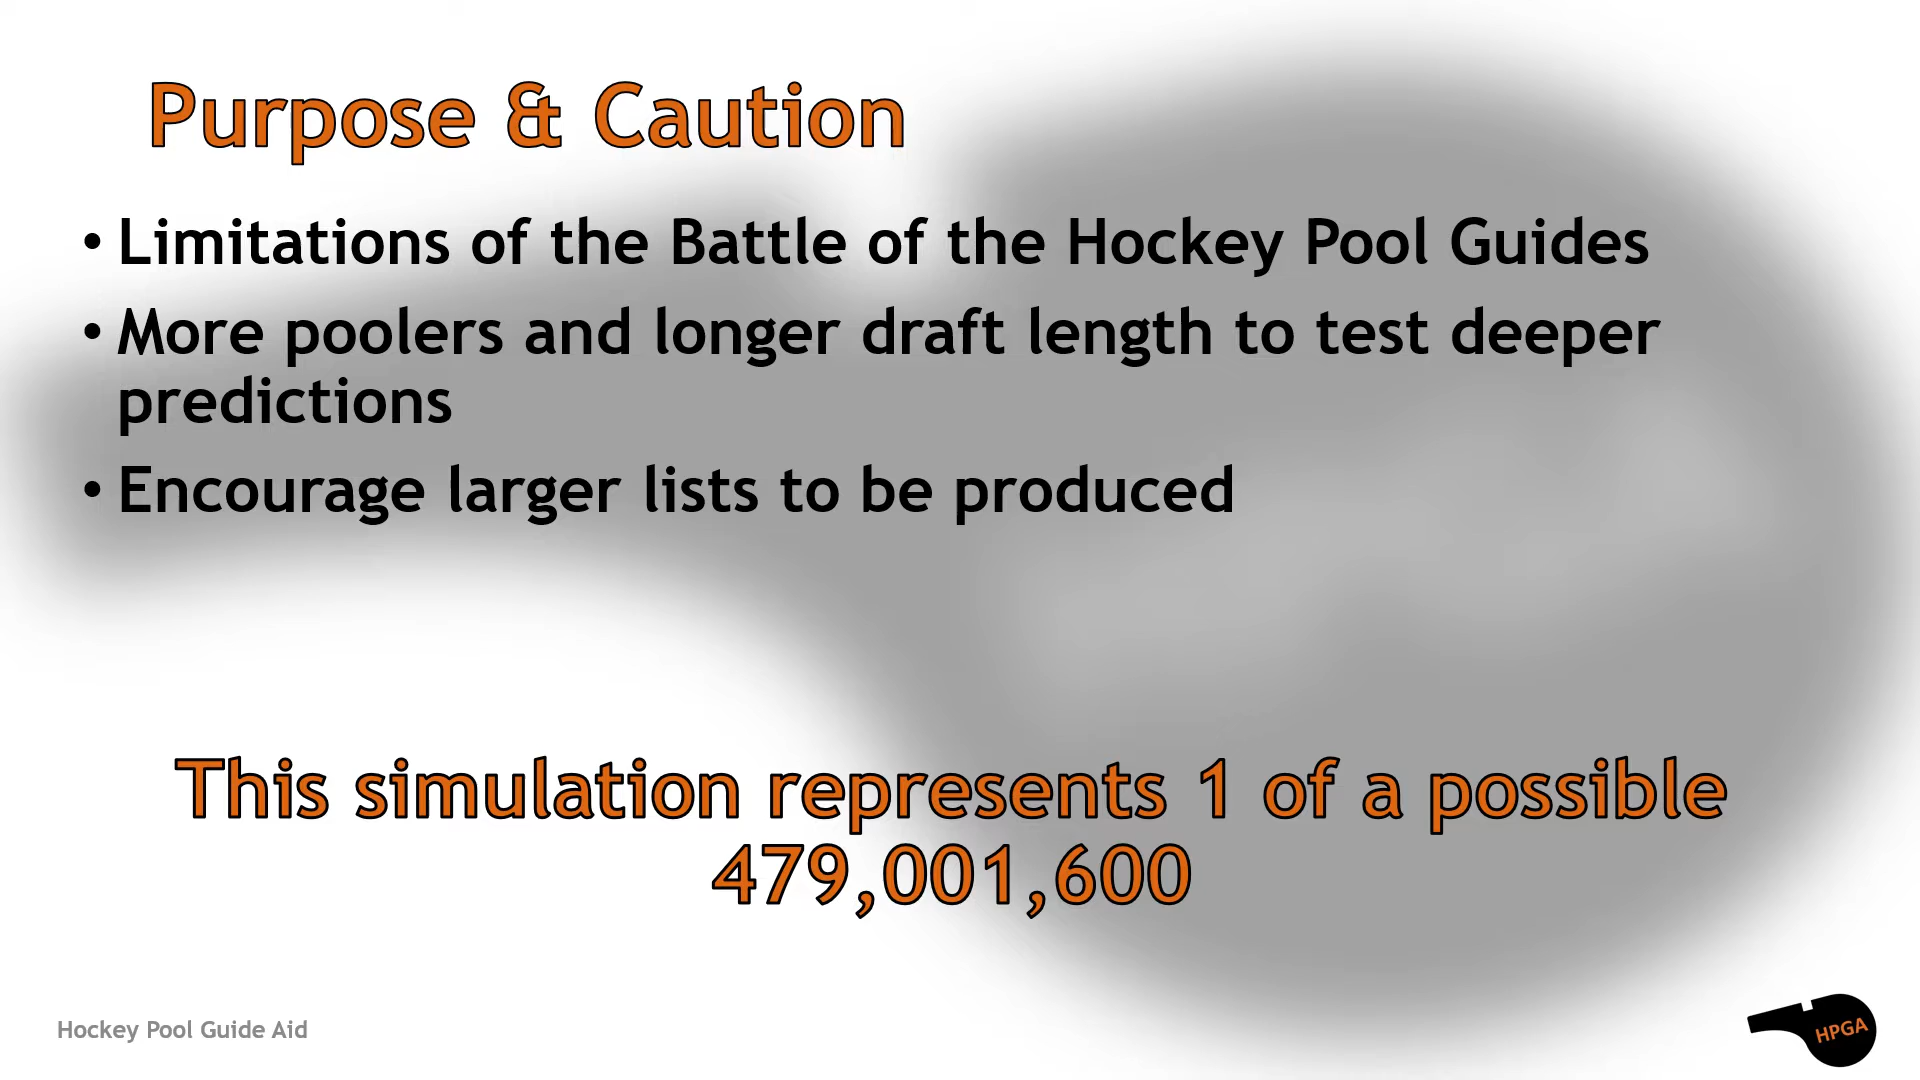 Purpose & Caution
• Limitations of the Battle of the Hockey Pool Guides
• More poolers and longer draft length to test deeper
predictions
• Encourage larger lists to be produced
This simulation represents 1 of a possible
479,001,600
Hockey Pool Guide Aid
HPGA